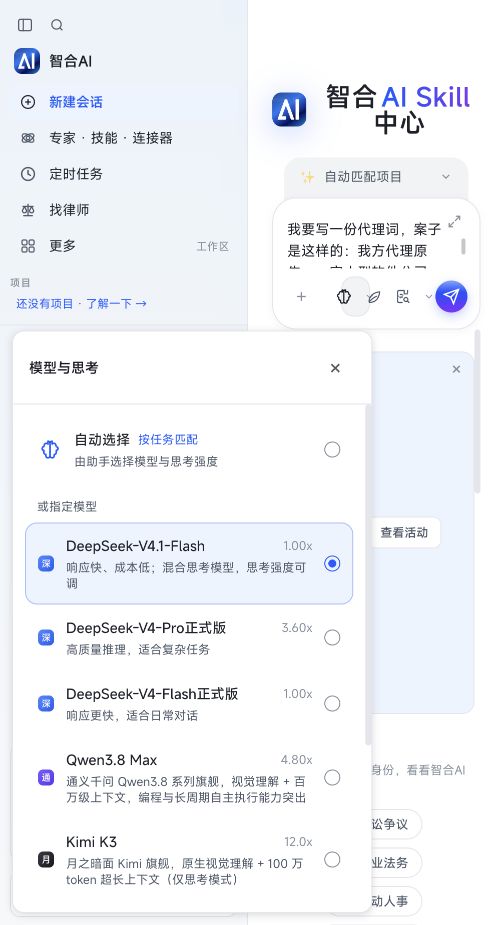 AI 智合AI
新建会话
专家 · 技能 · 连接器
定时任务
找律师
更多 工作区
项目
还没有项目 · 了解一下 →
AI 智合 AI Skill
中心
自动匹配项目
我要写一份代理词，案子
是这样的：我方代理原
模型与思考
自动选择 按任务匹配
由助手选择模型与思考强度
或指定模型
深 DeepSeek-V4.1-Flash 1.00x
响应快、成本低；混合思考模型，思考强度可
调
深 DeepSeek-V4-Pro正式版 3.60x
高质量推理，适合复杂任务
深 DeepSeek-V4-Flash正式版 1.00x
响应更快，适合日常对话
通 Qwen3.8 Max 4.80x
通义千问 Qwen3.8 系列旗舰，视觉理解 + 百
万级上下文，编程与长周期自主执行能力突出
月 Kimi K3 12.0x
月之暗面 Kimi 旗舰，原生视觉理解 + 100 万
token 超长上下文（仅思考模式）
查看活动
身份，看看智合AI
讼争议
业法务
动人事